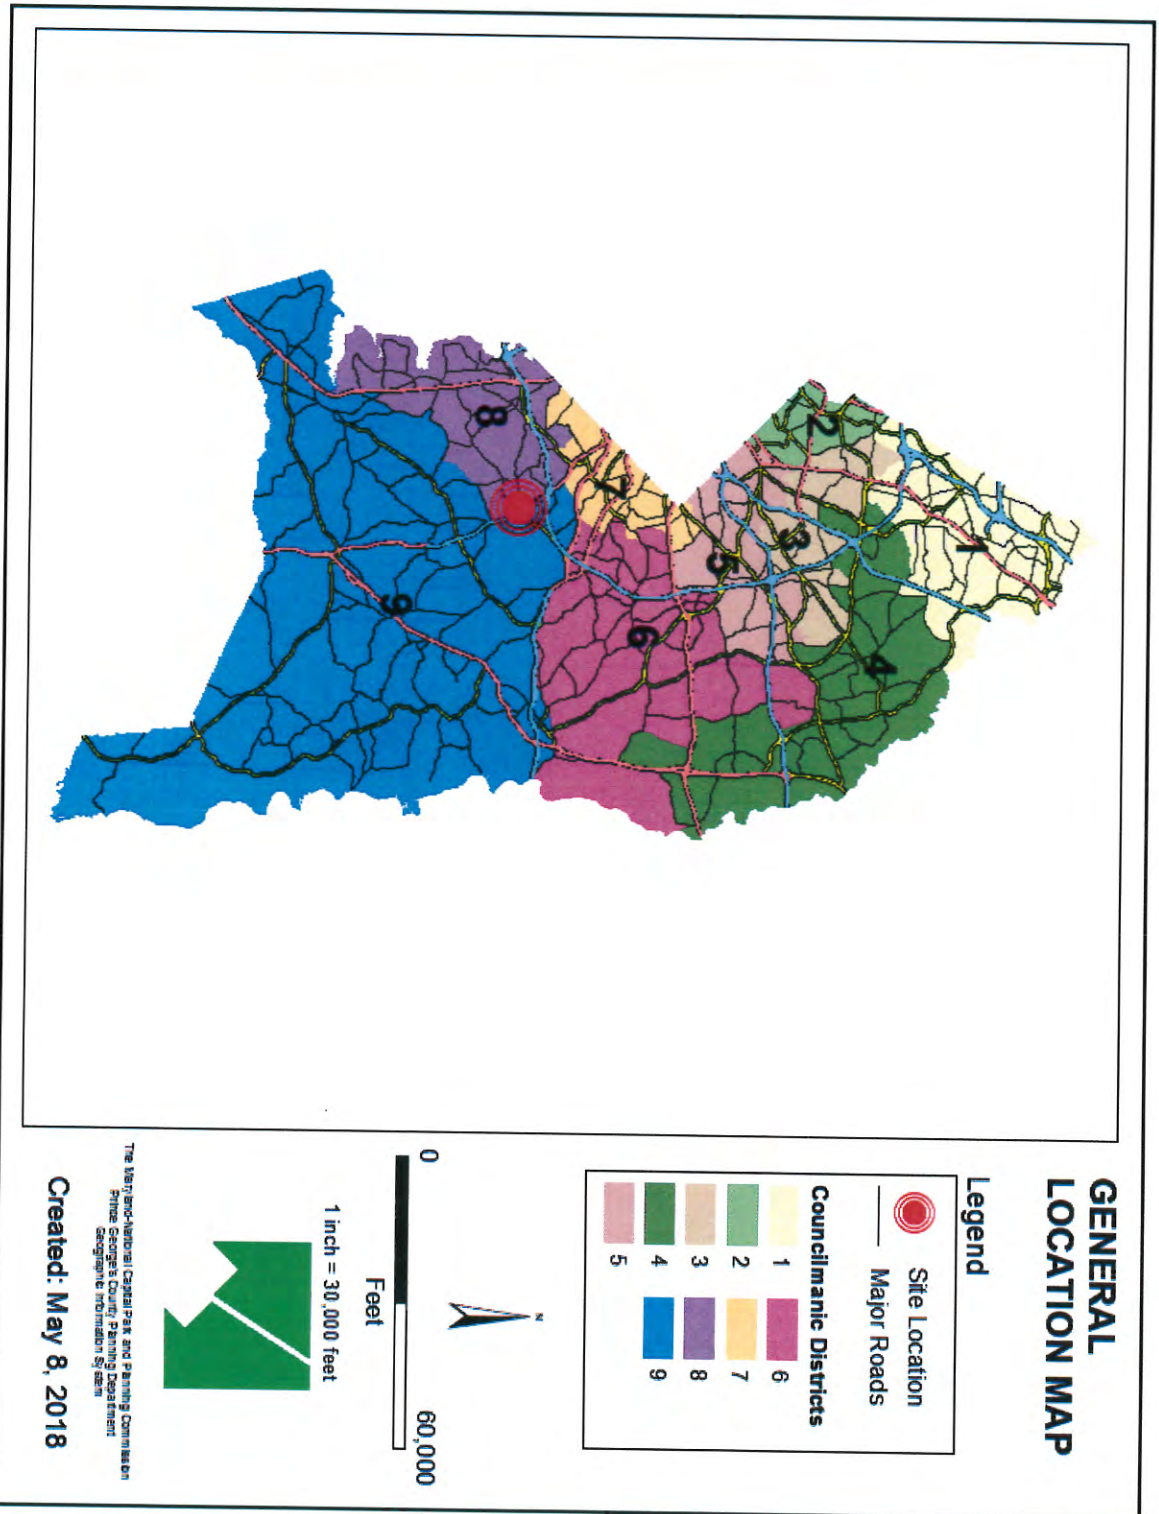 GENERAL
LOCATION MAP
Legend
Site Location
Major Roads
Councilmanic Districts
1
2
3
4
5
6
7
8
9
N
0
60,000
Feet
1 inch = 30,000 feet
The Maryland-National Capital Park and Planning Commission
Prince George's County Planning Department
Geographic Information System
Created: May 8, 2018
1
2
3
4
5
6
7
8
9